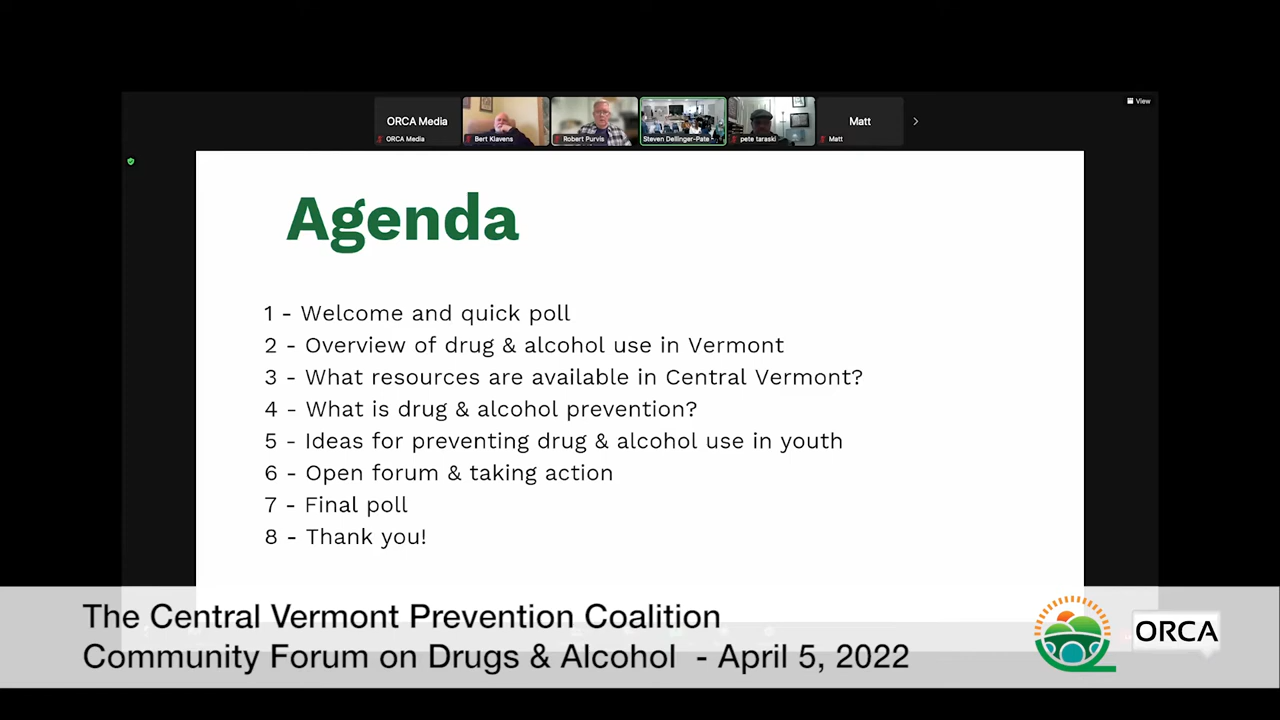 View
ORCA Media
Matt
ORCA Media
Bert Klavens
Robert Purvis
Steven Dellinger-Pate
pete taraski
Matt
Agenda
1 - Welcome and quick poll
2 - Overview of drug & alcohol use in Vermont
3 - What resources are available in Central Vermont?
4 - What is drug & alcohol prevention?
5 - Ideas for preventing drug & alcohol use in youth
6 - Open forum & taking action
7 - Final poll
8 - Thank you!
The Central Vermont Prevention Coalition
Community Forum on Drugs & Alcohol - April 5, 2022
ORCA